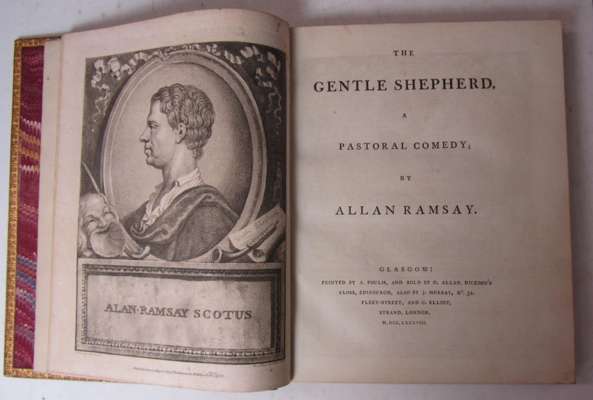 ALAN·RAMSAY SCOTUS
THE
GENTLE SHEPHERD,
A
PASTORAL COMEDY;
BY
ALLAN RAMSAY.
GLASGOW:
PRINTED BY A. FOULIS, AND SOLD BY D. ALLAN, DICKSON'S
CLOSE, EDINBURGH, ALSO BY J. MURRAY, No. 32.
FLEET-STREET, AND C. ELLIOT,
STRAND, LONDON.
M.DCC.LXXXVIII.